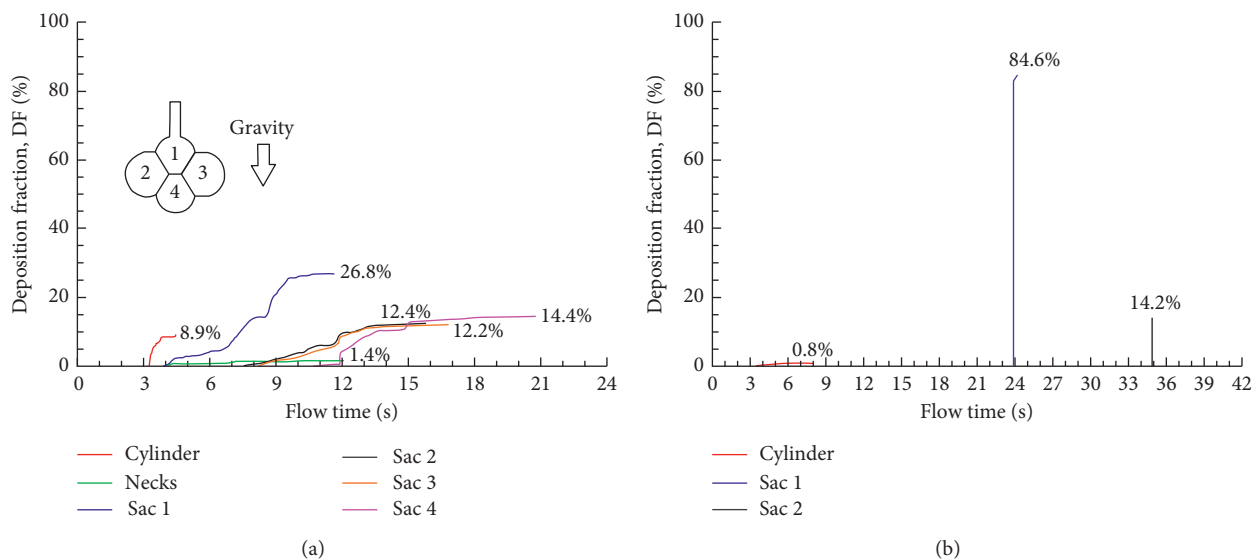 100
80
60
40
20
0
Deposition fraction, DF (%)
1
2
3
4
Gravity
8.9%
26.8%
12.4%
12.2%
14.4%
1.4%
0 3 6 9 12 15 18 21 24
Flow time (s)
Cylinder
Necks
Sac 1
Sac 2
Sac 3
Sac 4
(a)
100
80
60
40
20
0
Deposition fraction, DF (%)
84.6%
14.2%
0.8%
0 3 6 9 12 15 18 21 24 27 30 33 36 39 42
Flow time (s)
Cylinder
Sac 1
Sac 2
(b)